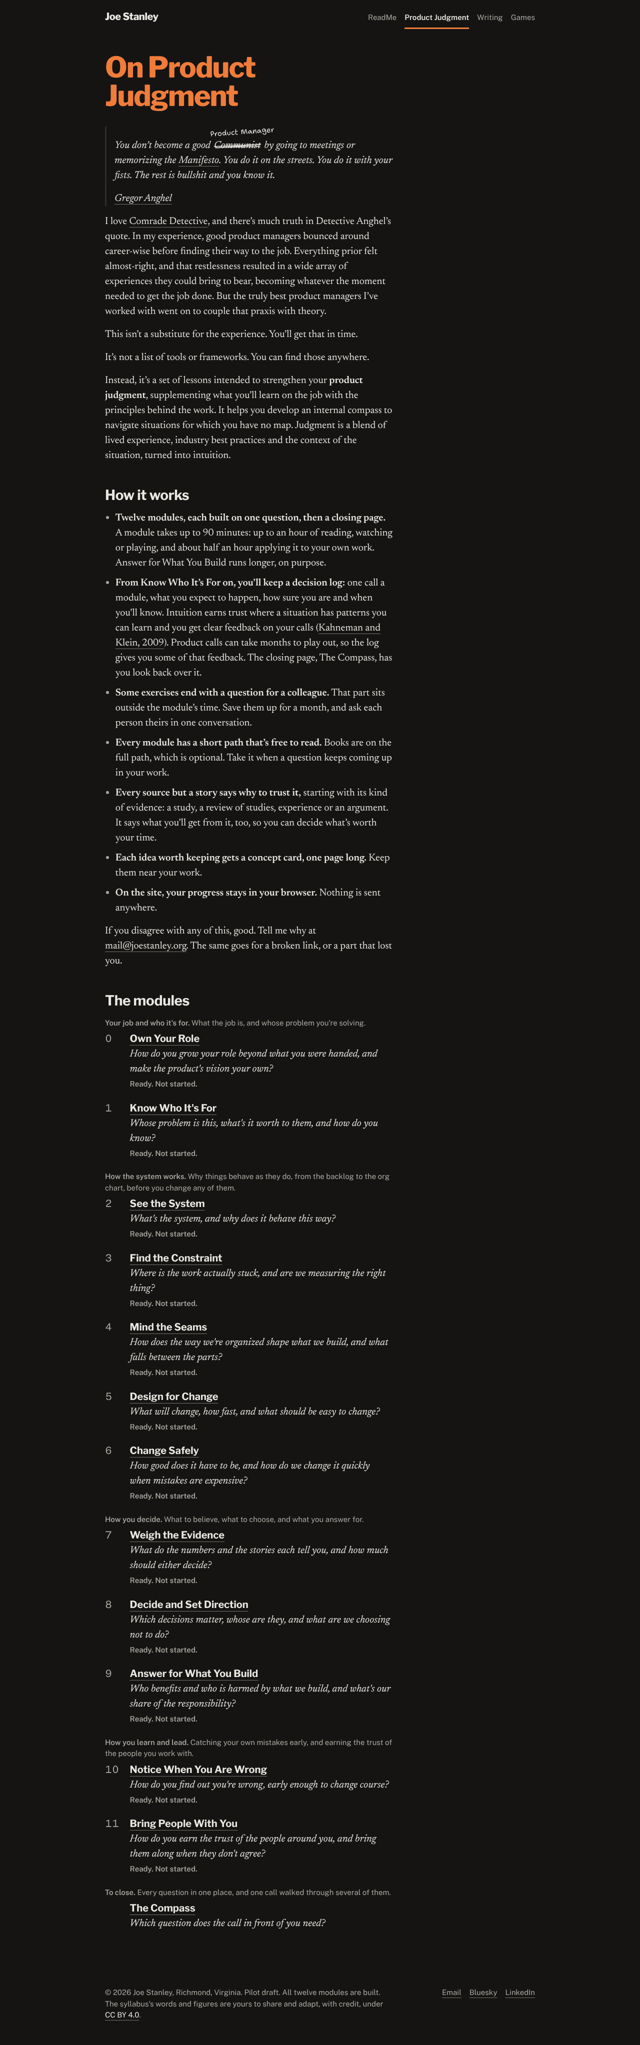 Joe Stanley
ReadMe Product Judgment Writing Games
On Product
Judgment
Product Manager
You don't become a good Communist by going to meetings or
memorizing the Manifesto. You do it on the streets. You do it with your
fists. The rest is bullshit and you know it.
Gregor Anghel
I love Comrade Detective, and there's much truth in Detective Anghel's
quote. In my experience, good product managers bounced around
career-wise before finding their way to the job. Everything prior felt
almost-right, and that restlessness resulted in a wide array of
experiences they could bring to bear, becoming whatever the moment
needed to get the job done. But the truly best product managers I've
worked with went on to couple that praxis with theory.
This isn't a substitute for the experience. You'll get that in time.
It's not a list of tools or frameworks. You can find those anywhere.
Instead, it's a set of lessons intended to strengthen your product
judgment, supplementing what you'll learn on the job with the
principles behind the work. It helps you develop an internal compass to
navigate situations for which you have no map. Judgment is a blend of
lived experience, industry best practices and the context of the
situation, turned into intuition.
How it works
• Twelve modules, each built on one question, then a closing page.
A module takes up to 90 minutes: up to an hour of reading, watching
or playing, and about half an hour applying it to your own work.
Answer for What You Build runs longer, on purpose.
• From Know Who It's For on, you'll keep a decision log: one call a
module, what you expect to happen, how sure you are and when
you'll know. Intuition earns trust where a situation has patterns you
can learn and you get clear feedback on your calls (Kahneman and
Klein, 2009). Product calls can take months to play out, so the log
gives you some of that feedback. The closing page, The Compass, has
you look back over it.
• Some exercises end with a question for a colleague. That part sits
outside the module's time. Save them up for a month, and ask each
person theirs in one conversation.
• Every module has a short path that's free to read. Books are on the
full path, which is optional. Take it when a question keeps coming up
in your work.
• Every source but a story says why to trust it, starting with its kind
of evidence: a study, a review of studies, experience or an argument.
It says what you'll get from it, too, so you can decide what's worth
your time.
• Each idea worth keeping gets a concept card, one page long. Keep
them near your work.
• On the site, your progress stays in your browser. Nothing is sent
anywhere.
If you disagree with any of this, good. Tell me why at
mail@joestanley.org. The same goes for a broken link, or a part that lost
you.
The modules
Your job and who it's for. What the job is, and whose problem you're solving.
0 Own Your Role
How do you grow your role beyond what you were handed, and
make the product's vision your own?
Ready. Not started.
1 Know Who It's For
Whose problem is this, what's it worth to them, and how do you
know?
Ready. Not started.
How the system works. Why things behave as they do, from the backlog to the org
chart, before you change any of them.
2 See the System
What's the system, and why does it behave this way?
Ready. Not started.
3 Find the Constraint
Where is the work actually stuck, and are we measuring the right
thing?
Ready. Not started.
4 Mind the Seams
How does the way we're organized shape what we build, and what
falls between the parts?
Ready. Not started.
5 Design for Change
What will change, how fast, and what should be easy to change?
Ready. Not started.
6 Change Safely
How good does it have to be, and how do we change it quickly
when mistakes are expensive?
Ready. Not started.
How you decide. What to believe, what to choose, and what you answer for.
7 Weigh the Evidence
What do the numbers and the stories each tell you, and how much
should either decide?
Ready. Not started.
8 Decide and Set Direction
Which decisions matter, whose are they, and what are we choosing
not to do?
Ready. Not started.
9 Answer for What You Build
Who benefits and who is harmed by what we build, and what's our
share of the responsibility?
Ready. Not started.
How you learn and lead. Catching your own mistakes early, and earning the trust of
the people you work with.
10 Notice When You Are Wrong
How do you find out you're wrong, early enough to change course?
Ready. Not started.
11 Bring People With You
How do you earn the trust of the people around you, and bring
them along when they don't agree?
Ready. Not started.
To close. Every question in one place, and one call walked through several of them.
The Compass
Which question does the call in front of you need?
© 2026 Joe Stanley, Richmond, Virginia. Pilot draft. All twelve modules are built.
The syllabus's words and figures are yours to share and adapt, with credit, under
CC BY 4.0.
Email Bluesky LinkedIn